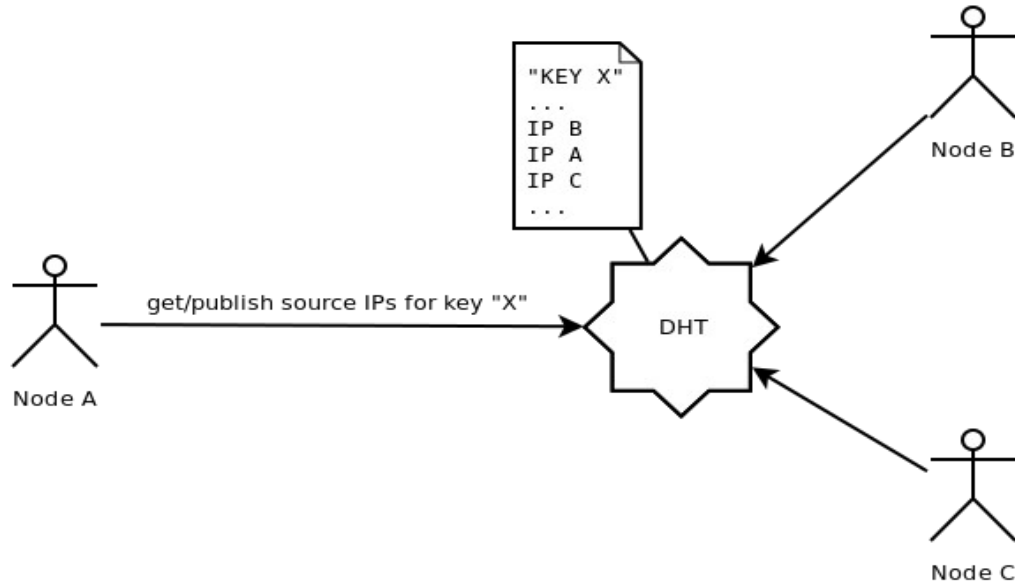 "KEY X"
...
IP B
IP A
IP C
...
Node B
get/publish source IPs for key "X"
DHT
Node A
Node C